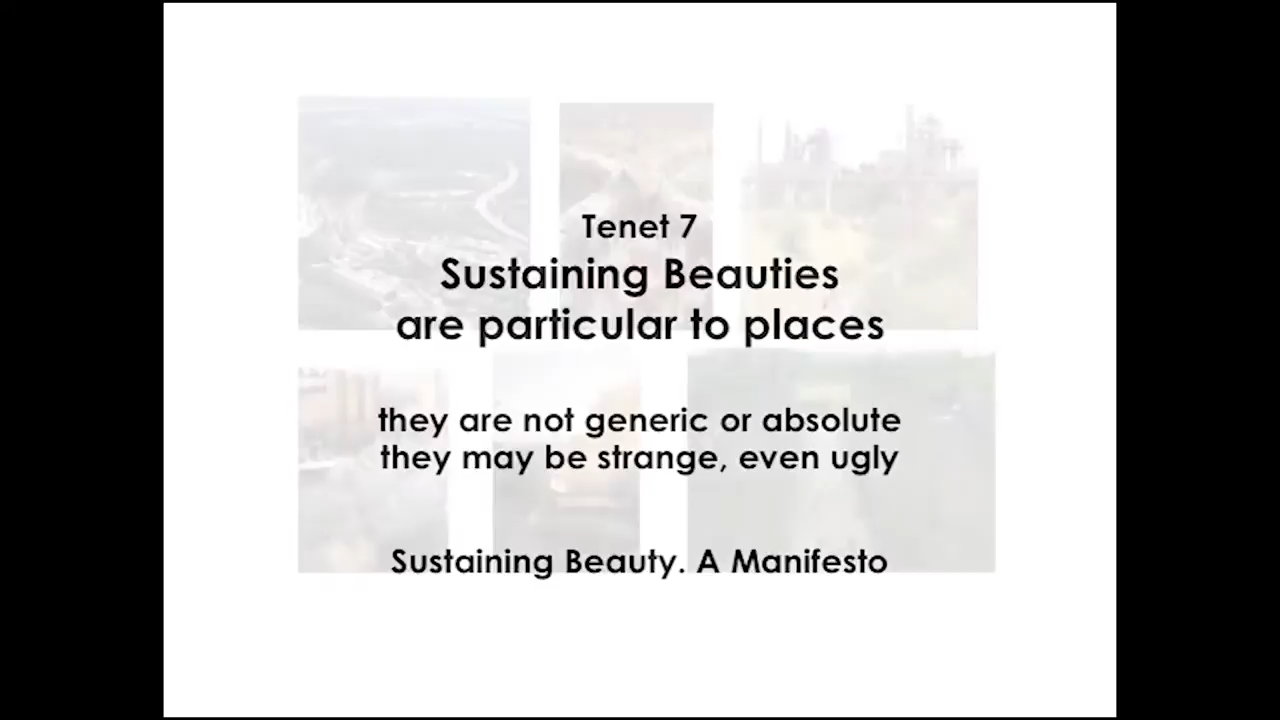 Tenet 7
Sustaining Beauties
are particular to places
they are not generic or absolute
they may be strange, even ugly
Sustaining Beauty. A Manifesto